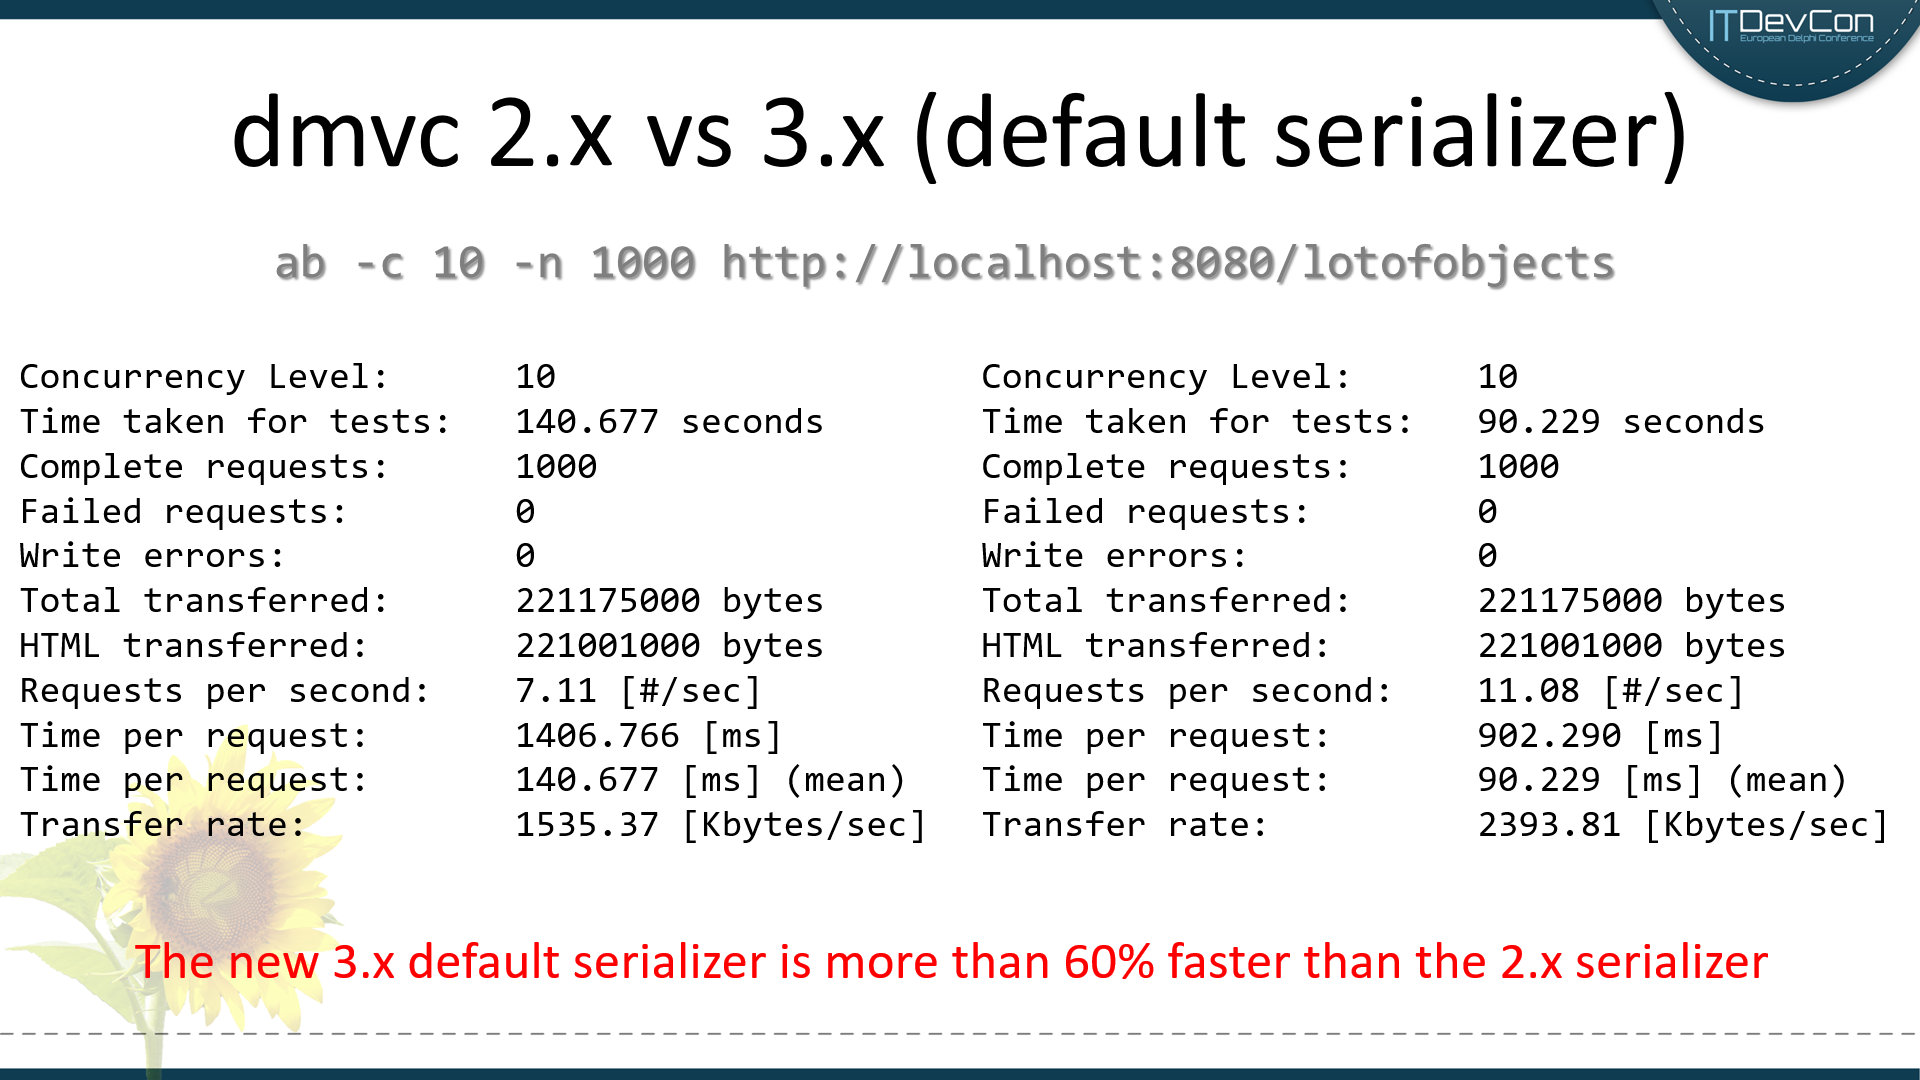 ITDevCon
European Delphi Conference
dmvc 2.x vs 3.x (default serializer)
ab -c 10 -n 1000 http://localhost:8080/lotofobjects
Concurrency Level: 10
Time taken for tests: 140.677 seconds
Complete requests: 1000
Failed requests: 0
Write errors: 0
Total transferred: 221175000 bytes
HTML transferred: 221001000 bytes
Requests per second: 7.11 [#/sec]
Time per request: 1406.766 [ms]
Time per request: 140.677 [ms] (mean)
Transfer rate: 1535.37 [Kbytes/sec]
Concurrency Level: 10
Time taken for tests: 90.229 seconds
Complete requests: 1000
Failed requests: 0
Write errors: 0
Total transferred: 221175000 bytes
HTML transferred: 221001000 bytes
Requests per second: 11.08 [#/sec]
Time per request: 902.290 [ms]
Time per request: 90.229 [ms] (mean)
Transfer rate: 2393.81 [Kbytes/sec]
The new 3.x default serializer is more than 60% faster than the 2.x serializer